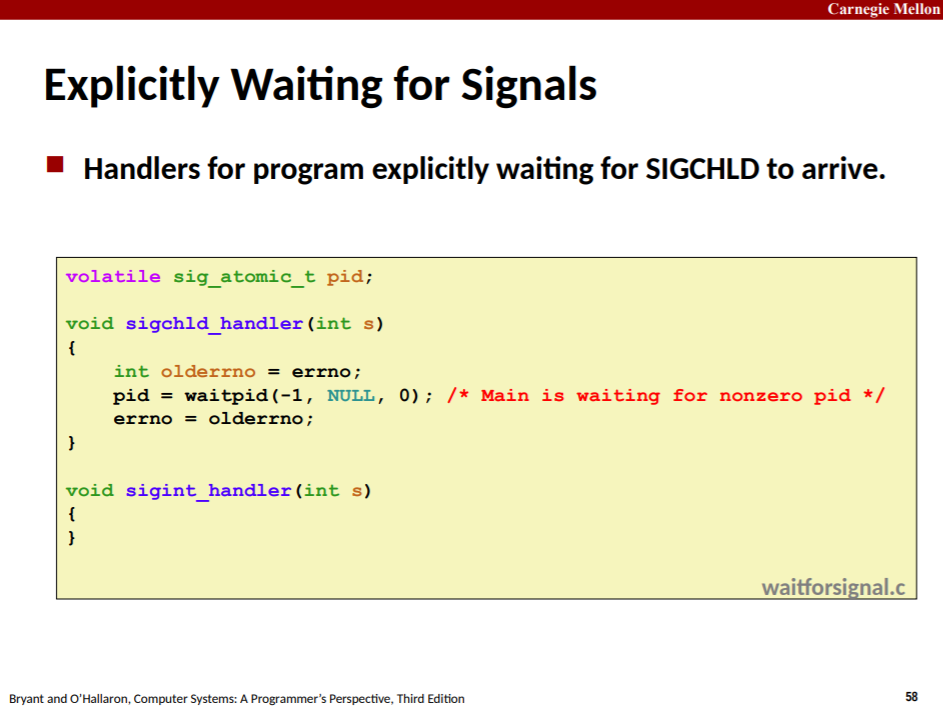 Carnegie Mellon
Explicitly Waiting for Signals
Handlers for program explicitly waiting for SIGCHLD to arrive.
volatile sig_atomic_t pid;
void sigchld_handler(int s)
{
    int olderrno = errno;
    pid = waitpid(-1, NULL, 0); /* Main is waiting for nonzero pid */
    errno = olderrno;
}
void sigint_handler(int s)
{
}
waitforsignal.c
Bryant and O'Hallaron, Computer Systems: A Programmer's Perspective, Third Edition
58